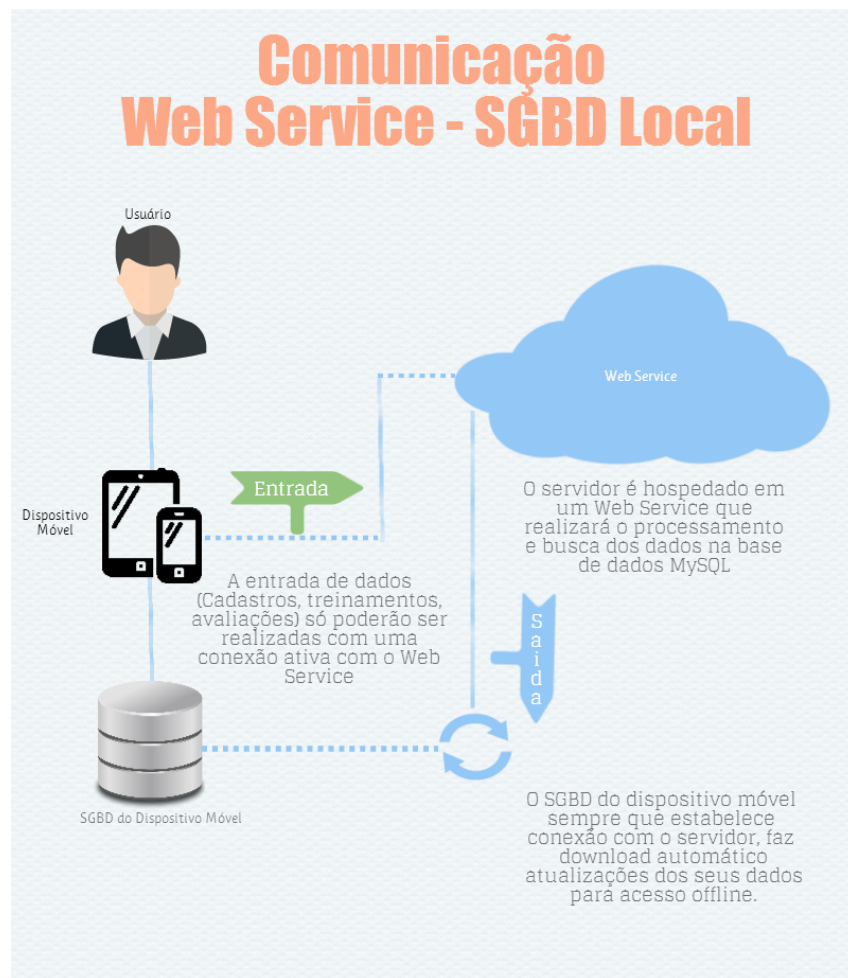 Comunicação
Web Service - SGBD Local
Usuário
Web Service
Entrada
Dispositivo
Móvel
O servidor é hospedado em
um Web Service que
realizará o processamento
e busca dos dados na base
de dados MySQL
A entrada de dados
(Cadastros, treinamentos,
avaliações) só poderão ser
realizadas com uma
conexão ativa com o Web
Service
Saida
SGBD do Dispositivo Móvel
O SGBD do dispositivo móvel
sempre que estabelece
conexão com o servidor, faz
download automático
atualizações dos seus dados
para acesso offline.